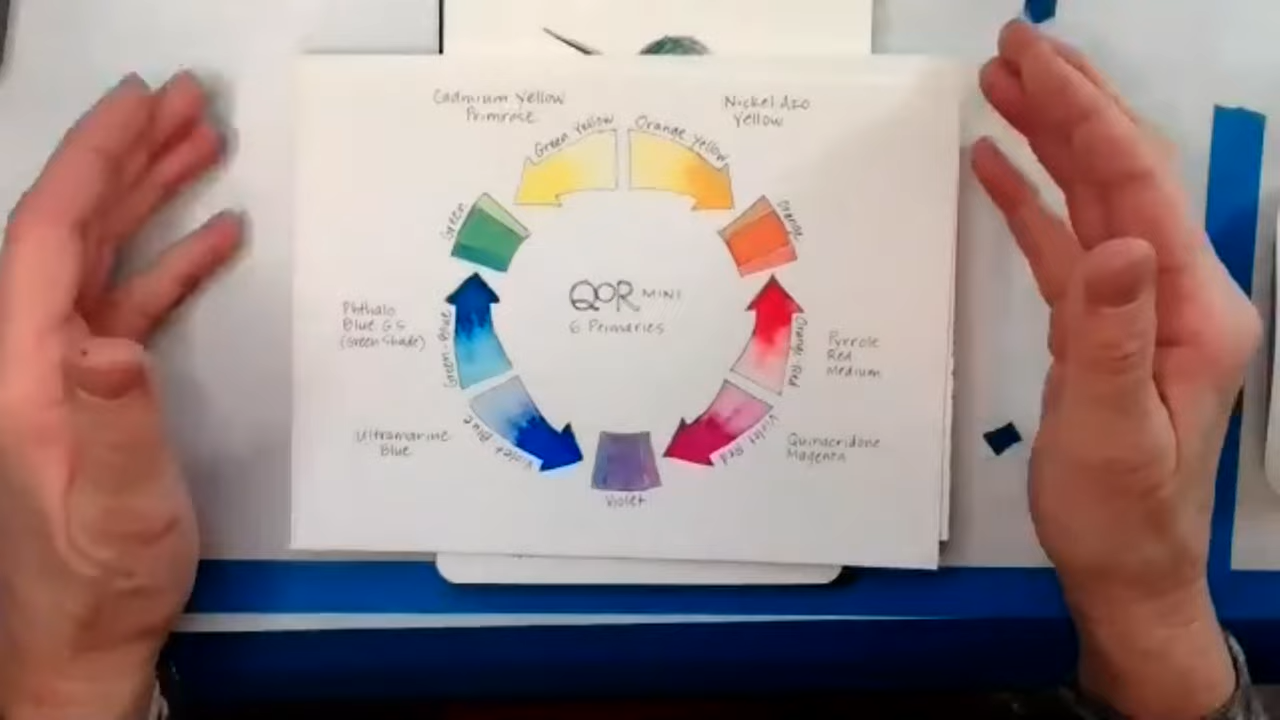 Cadmium Yellow
Primrose
Nickel Azo
Yellow
Green Yellow
Orange Yellow
Green
Orange
QOR MINI
6 Primaries
Phthalo
Blue G.S
(Green Shade)
Green-Blue
Orange-Red
Pyrrole
Red
Medium
Ultramarine
Blue
Violet-Blue
Violet Red
Quinacridone
Magenta
Violet